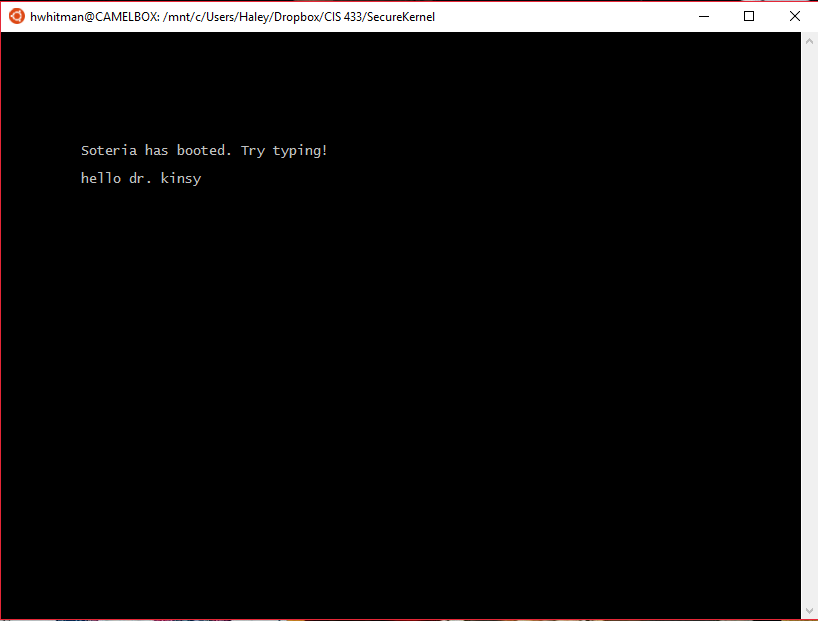 hwhitman@CAMELBOX: /mnt/c/Users/Haley/Dropbox/CIS 433/SecureKernel
Soteria has booted. Try typing!
hello dr. kinsy